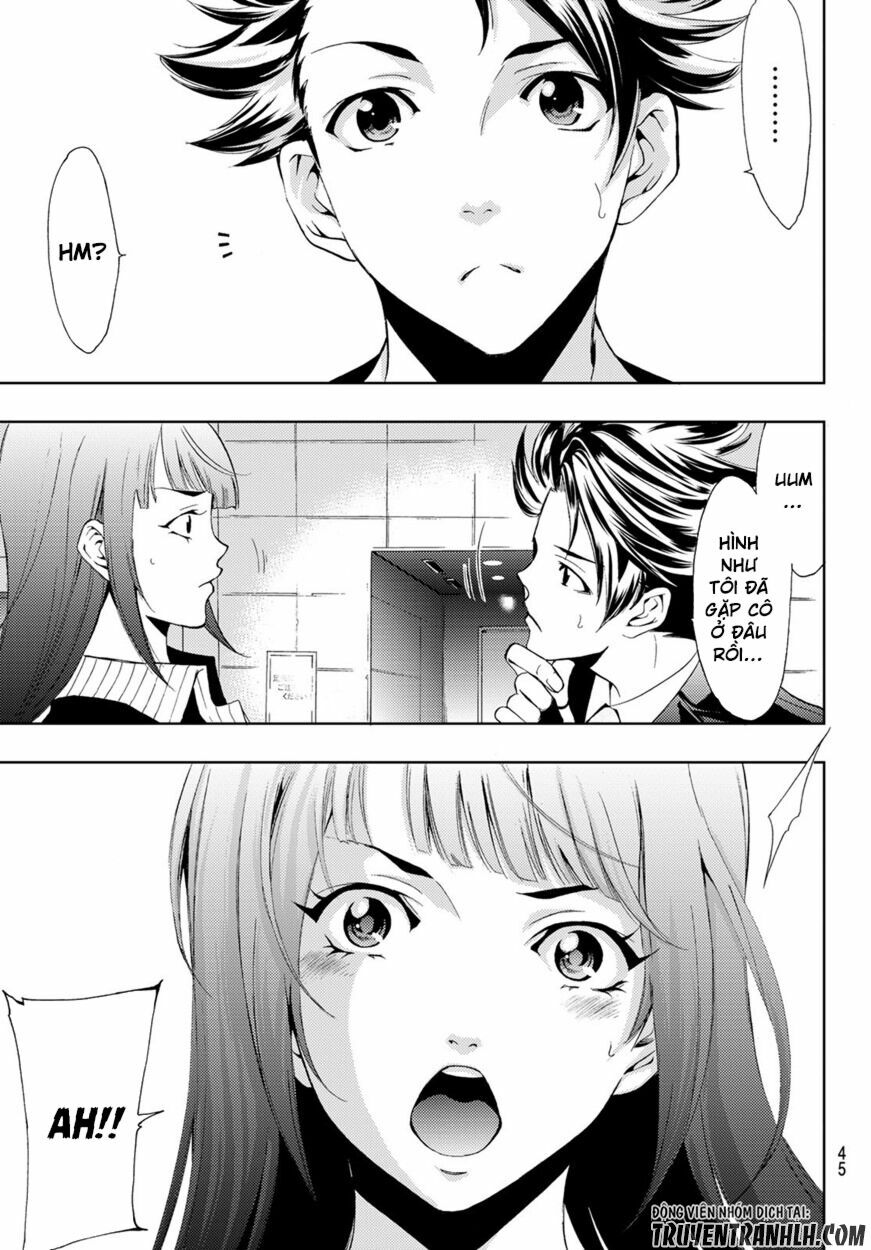 .........
HM?
UUM
...
HÌNH
NHƯ
TÔI ĐÃ
GẶP CÔ
Ở ĐÂU
RỒI...
AH!!
45
ĐỘNG VIÊN NHÓM DỊCH TẠI:
TRUYENTRANHLH.COM